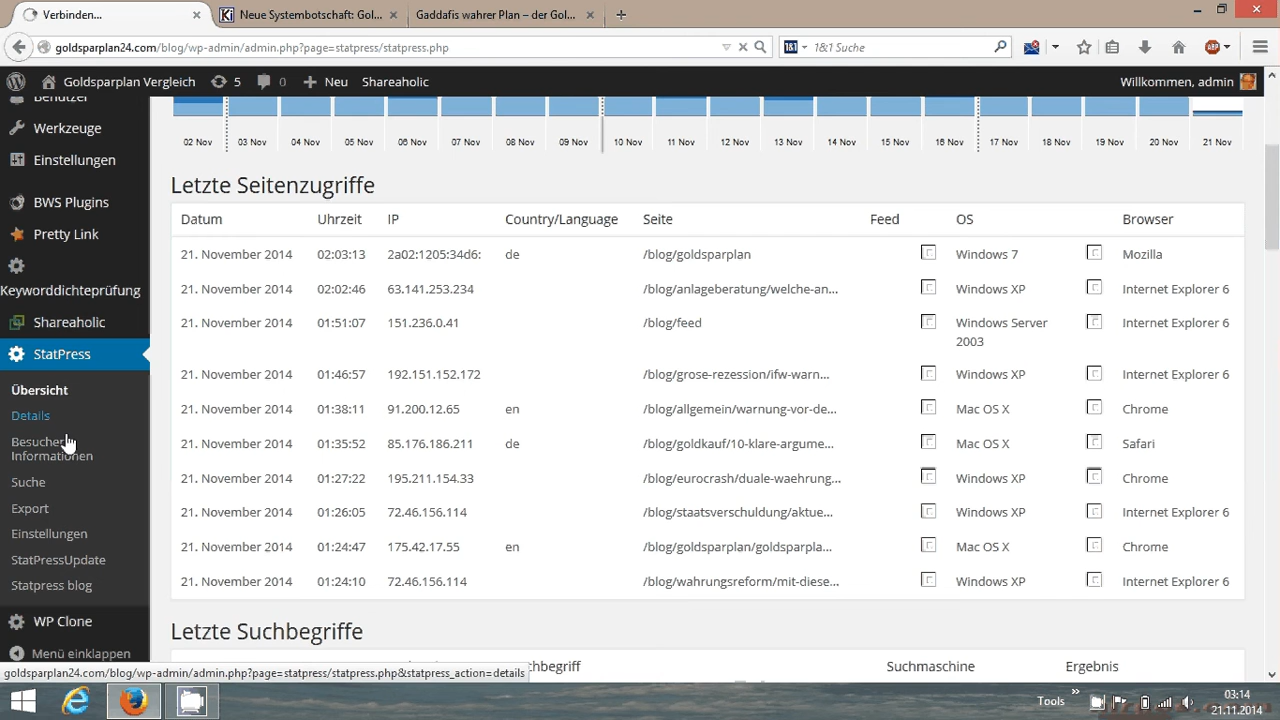 Verbinden...
Neue Systembotschaft: Gol...
Gaddafis wahrer Plan – der Gol...
goldsparplan24.com/blog/wp-admin/admin.php?page=statpress/statpress.php
1&1
1&1 Suche
ABP
Goldsparplan Vergleich
5
0
Neu
Shareaholic
Willkommen, admin
Benutzer
Werkzeuge
Einstellungen
BWS Plugins
Pretty Link
Keyworddichteprüfung
Shareaholic
StatPress
Übersicht
Details
Besucher
Informationen
Suche
Export
Einstellungen
StatPressUpdate
Statpress blog
WP Clone
Menü einklappen
02 Nov 03 Nov 04 Nov 05 Nov 06 Nov 07 Nov 08 Nov 09 Nov 10 Nov 11 Nov 12 Nov 13 Nov 14 Nov 15 Nov 16 Nov 17 Nov 18 Nov 19 Nov 20 Nov 21 Nov
Letzte Seitenzugriffe
Datum Uhrzeit IP Country/Language Seite Feed OS Browser
21. November 2014 02:03:13 2a02:1205:34d6: de /blog/goldsparplan Windows 7 Mozilla
21. November 2014 02:02:46 63.141.253.234 /blog/anlageberatung/welche-an... Windows XP Internet Explorer 6
21. November 2014 01:51:07 151.236.0.41 /blog/feed Windows Server 2003 Internet Explorer 6
21. November 2014 01:46:57 192.151.152.172 /blog/grose-rezession/ifw-warn... Windows XP Internet Explorer 6
21. November 2014 01:38:11 91.200.12.65 en /blog/allgemein/warnung-vor-de... Mac OS X Chrome
21. November 2014 01:35:52 85.176.186.211 de /blog/goldkauf/10-klare-argume... Mac OS X Safari
21. November 2014 01:27:22 195.211.154.33 /blog/eurocrash/duale-waehrung... Windows XP Chrome
21. November 2014 01:26:05 72.46.156.114 /blog/staatsverschuldung/aktue... Windows XP Internet Explorer 6
21. November 2014 01:24:47 175.42.17.55 en /blog/goldsparplan/goldsparpla... Mac OS X Chrome
21. November 2014 01:24:10 72.46.156.114 /blog/wahrungsreform/mit-diese... Windows XP Internet Explorer 6
Letzte Suchbegriffe
chbegriff Suchmaschine Ergebnis
goldsparplan24.com/blog/wp-admin/admin.php?page=statpress/statpress.php&statpress_action=details
Tools
03:14
21.11.2014